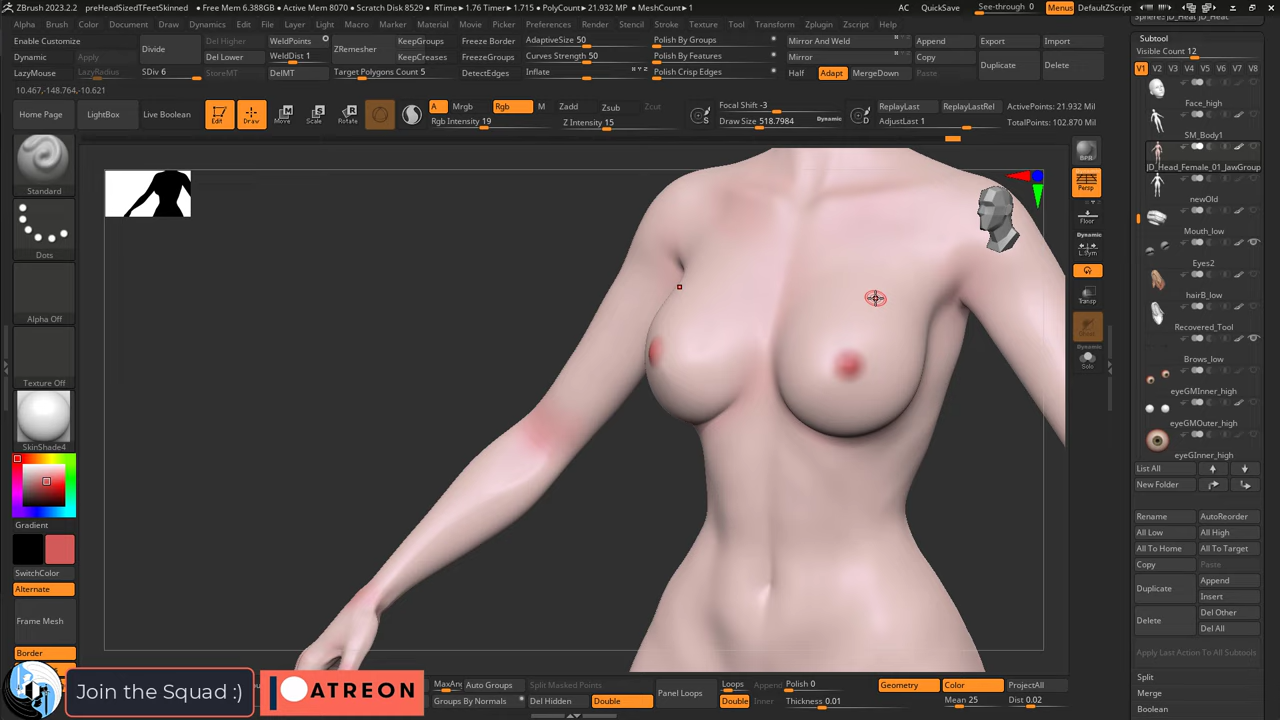 ZBrush 2023.2.2 preHeadSizedTFeetSkinned • Free Mem 6.388GB • Active Mem 8070 • Scratch Disk 8529 • RTime▶1.76 Timer▶1.715 • PolyCount▶21.932 MP • MeshCount▶1 AC QuickSave See-through 0 Menus DefaultZScript
Alpha Brush Color Document Draw Dynamics Edit File Layer Light Macro Marker Material Movie Picker Preferences Render Stencil Stroke Texture Tool Transform Zplugin Zscript Help
Enable Customize
Dynamic Apply
LazyMouse LazyRadius
Divide
SDiv 6
Del Higher
Del Lower
StoreMT
WeldPoints
WeldDist 1
DelMT
ZRemesher
KeepGroups
KeepCreases
Target Polygons Count 5
Freeze Border
FreezeGroups
DetectEdges
AdaptiveSize 50
Curves Strength 50
Inflate
Polish By Groups
Polish By Features
Polish Crisp Edges
Mirror And Weld
Mirror
Half Adapt MergeDown
Append
Copy
Paste
Export
Duplicate
Import
Delete
10.467,-148.764,-10.621
Home Page LightBox Live Boolean Edit Draw Move Scale Rotate
A Mrgb Rgb M
Rgb Intensity 19
Zadd Zsub Zcut
Z Intensity 15
S
Focal Shift -3
Draw Size 518.7984 Dynamic
D
ReplayLast ReplayLastRel
AdjustLast 1
ActivePoints: 21.932 Mil
TotalPoints: 102.870 Mil
Standard
Dots
Alpha Off
Texture Off
SkinShade4
Gradient
SwitchColor
Alternate
Frame Mesh
Border
BPR
Persp
Floor
Dynamic
L.Sym
Transp
Ghost
Dynamic
Solo
Subtool
Visible Count 12
V1 V2 V3 V4 V5 V6 V7 V8
Face_high
SM_Body1
JD_Head_Female_01_JawGroup
newOld
Mouth_low
Eyes2
hairB_low
Recovered_Tool
Brows_low
eyeGMInner_high
eyeGMOuter_high
eyeGInner_high
List All
New Folder
Rename AutoReorder
All Low All High
All To Home All To Target
Copy Paste
Duplicate Append
Insert
Delete Del Other
Del All
Apply Last Action To All Subtools
Split
Merge
Boolean
Join the Squad :)
PATREON
MaxAng Auto Groups
Groups By Normals
Split Masked Points
Del Hidden Double
Panel Loops
Loops Append Polish 0
Double Inner Thickness 0.01
Geometry Color ProjectAll
Mean 25 Dist 0.02